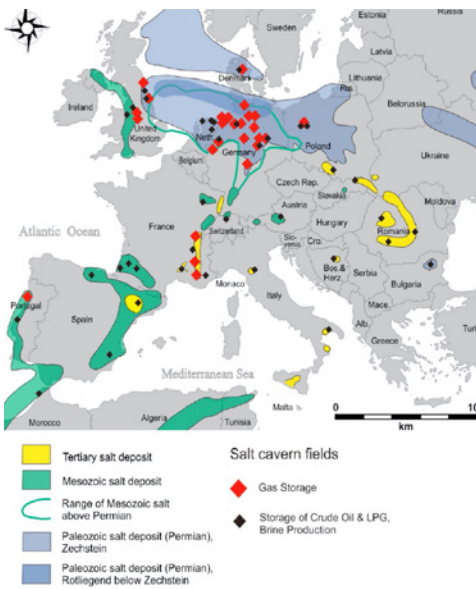 Sweden
Estonia
Russia
Latvia
Denmark
Lithuania
Rus.
Ireland
United
Kingdom
Neth.
Belorussia
Poland
Germany
Belgium
Ukraine
Czech Rep.
Slovakia
Moldova
Austria
France
Switzerland
Hungary
Romania
Atlantic Ocean
Slo-
venia
Cro.
Bos.&
Herz.
Serbia
Monaco
Italy
Bulgaria
Portugal
Spain
Mace.
Alb.
Greece
Mediterranean Sea
Malta
Morocco
Algeria
Tunisia
0
km
Tertiary salt deposit
Mesozoic salt deposit
Range of Mesozoic salt
above Permian
Paleozoic salt deposit (Permian),
Zechstein
Paleozoic salt deposit (Permian),
Rotliegend below Zechstein
Salt cavern fields
Gas Storage
Storage of Crude Oil & LPG,
Brine Production